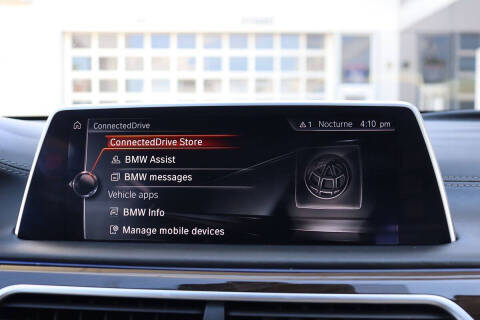 ConnectedDrive
1 Nocturne 4:10 pm
ConnectedDrive Store
BMW Assist
BMW messages
Vehicle apps
BMW Info
Manage mobile devices